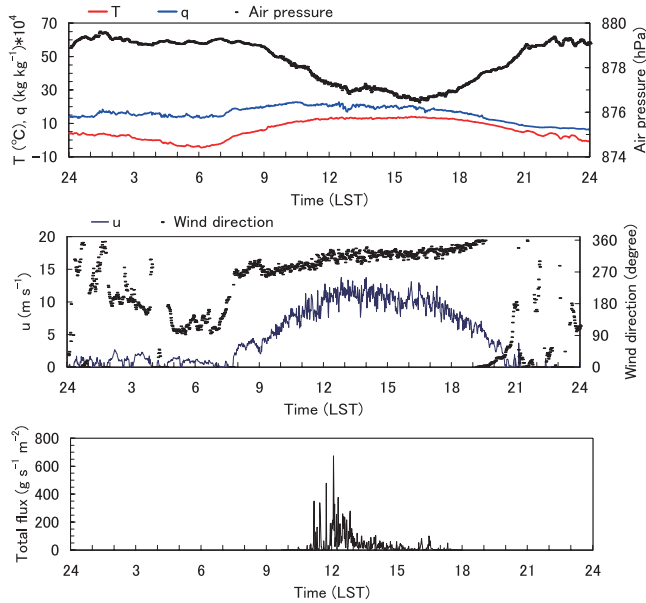 T q Air pressure
T (°C), q (kg kg⁻¹)*10⁴
70
50
30
10
-10
880
878
876
874
Air pressure (hPa)
24 3 6 9 12 15 18 21 24
Time (LST)
u Wind direction
u (m s⁻¹)
20
15
10
5
0
360
270
180
90
0
Wind direction (degree)
24 3 6 9 12 15 18 21 24
Time (LST)
Total flux (g s⁻¹ m⁻²)
800
600
400
200
0
24 3 6 9 12 15 18 21 24
Time (LST)